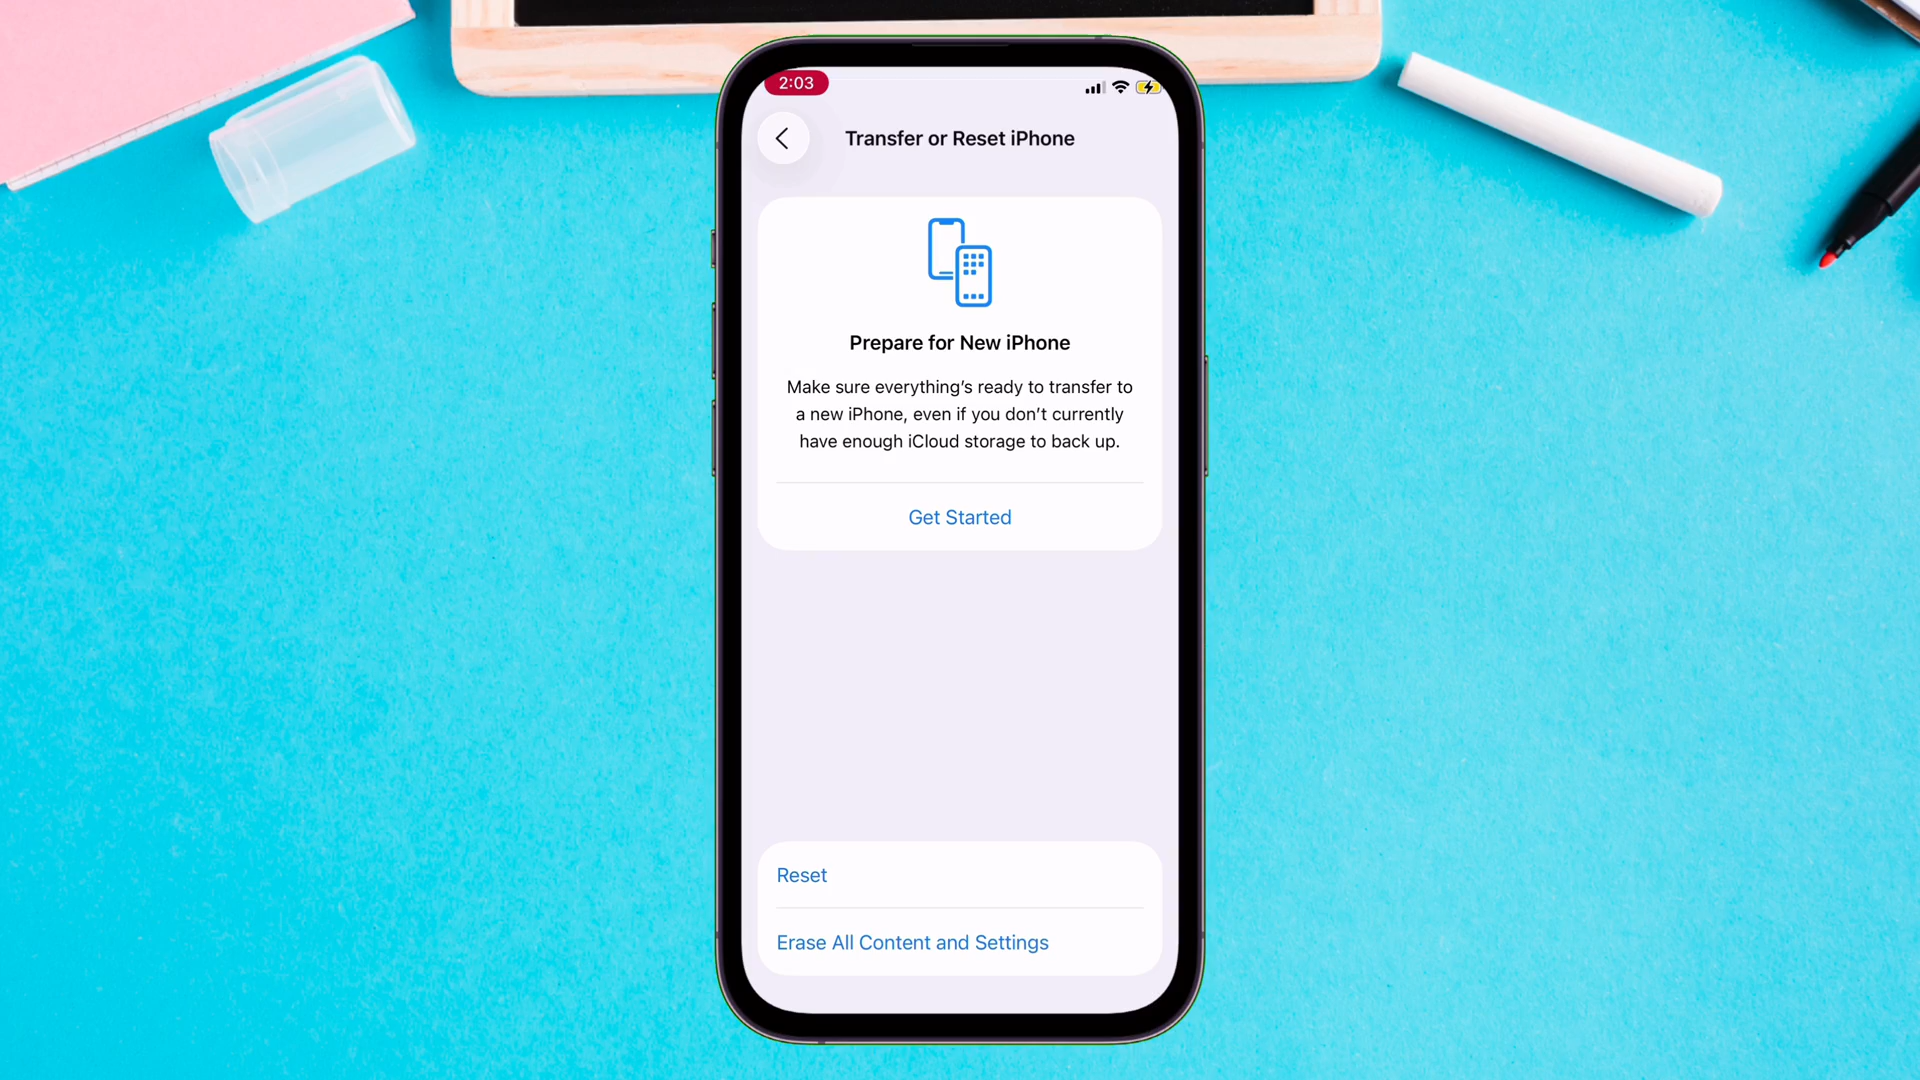 2:03
Transfer or Reset iPhone
Prepare for New iPhone
Make sure everything’s ready to transfer to
a new iPhone, even if you don’t currently
have enough iCloud storage to back up.
Get Started
Reset
Erase All Content and Settings